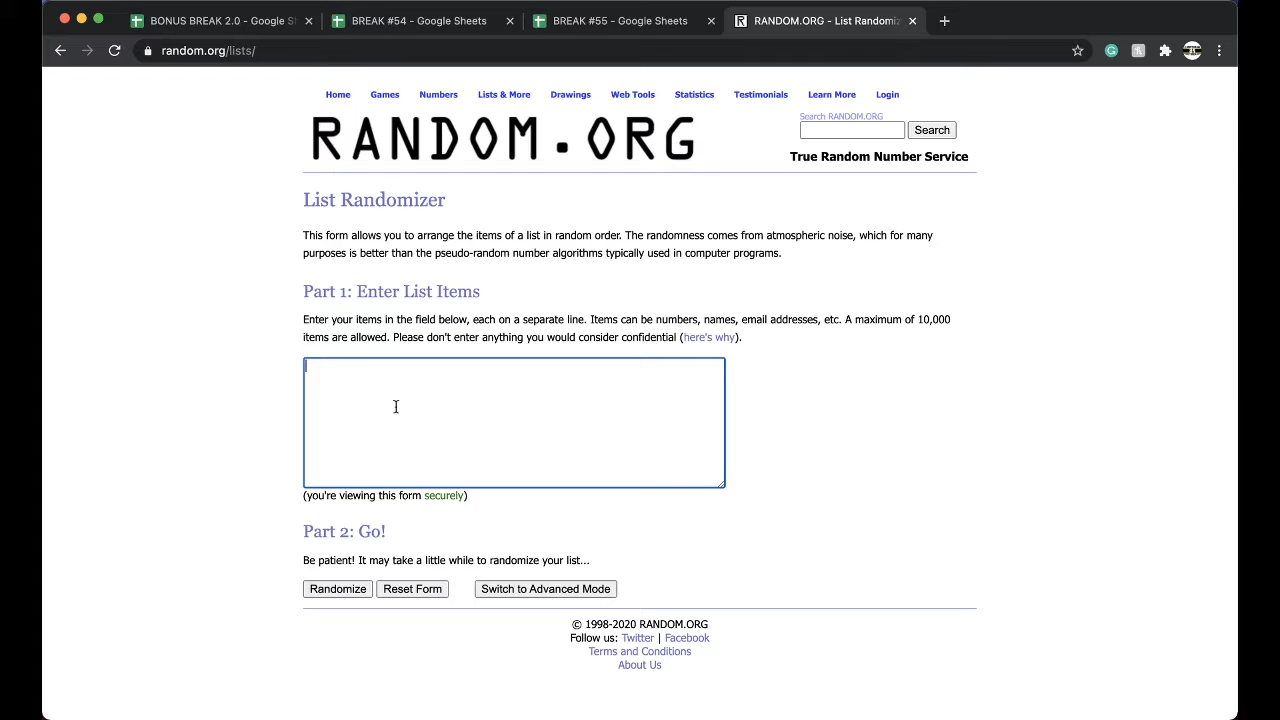 BONUS BREAK 2.0 - Google Sh
BREAK #54 - Google Sheets
BREAK #55 - Google Sheets
RANDOM.ORG - List Randomiz
random.org/lists/
Home Games Numbers Lists & More Drawings Web Tools Statistics Testimonials Learn More Login
RANDOM.ORG
Search RANDOM.ORG
Search
True Random Number Service
List Randomizer
This form allows you to arrange the items of a list in random order. The randomness comes from atmospheric noise, which for many
purposes is better than the pseudo-random number algorithms typically used in computer programs.
Part 1: Enter List Items
Enter your items in the field below, each on a separate line. Items can be numbers, names, email addresses, etc. A maximum of 10,000
items are allowed. Please don't enter anything you would consider confidential (here's why).
(you're viewing this form securely)
Part 2: Go!
Be patient! It may take a little while to randomize your list...
Randomize Reset Form Switch to Advanced Mode
© 1998-2020 RANDOM.ORG
Follow us: Twitter | Facebook
Terms and Conditions
About Us